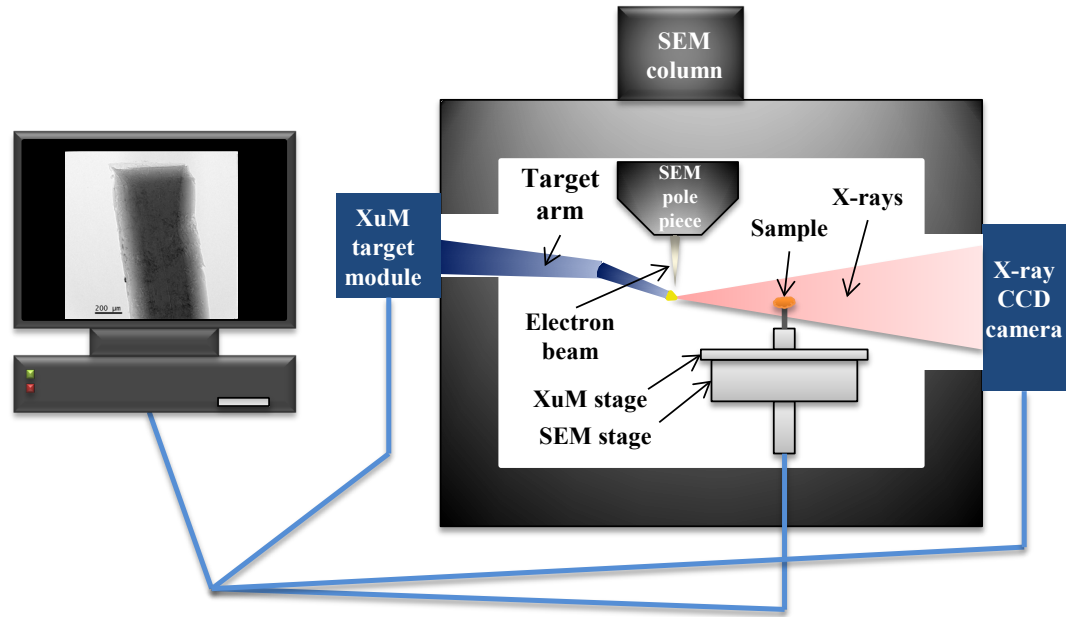 SEM
column
SEM
pole
piece
Target
arm
X-rays
Sample
XuM
target
module
X-ray
CCD
camera
Electron
beam
200 µm
XuM stage
SEM stage